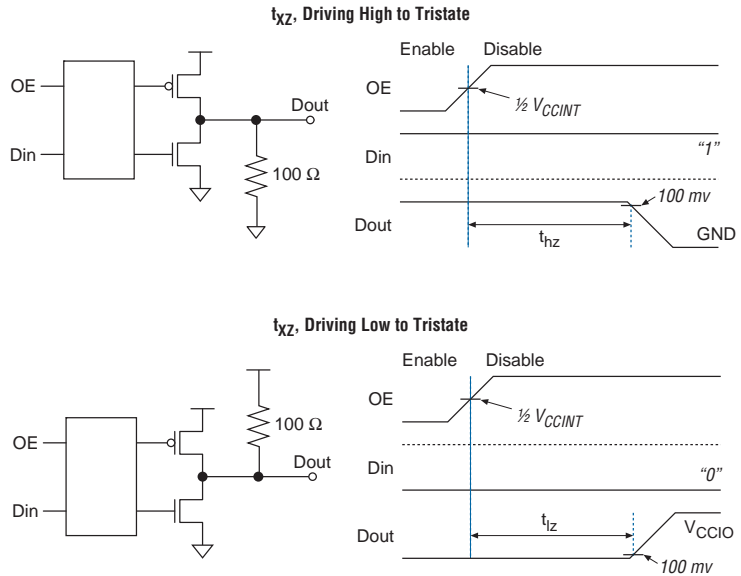 tXZ, Driving High to Tristate
Enable Disable
OE
Din
Dout
100 Ω
OE
½ VCCINT
Din
“1”
Dout
100 mv
thz
GND
tXZ, Driving Low to Tristate
Enable Disable
OE
Din
100 Ω
Dout
OE
½ VCCINT
Din
“0”
Dout
tlz
VCCIO
100 mv